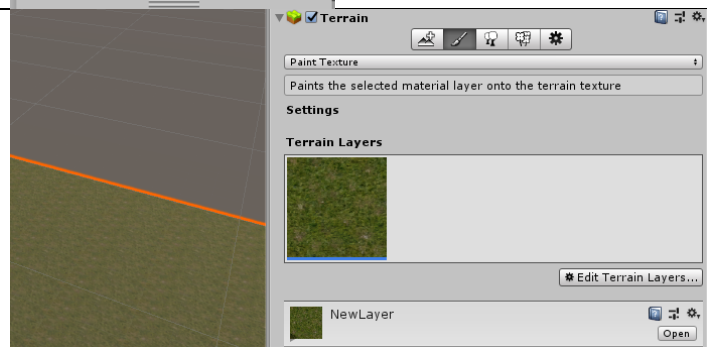 Terrain
Paint Texture
Paints the selected material layer onto the terrain texture
Settings
Terrain Layers
Edit Terrain Layers...
NewLayer
Open